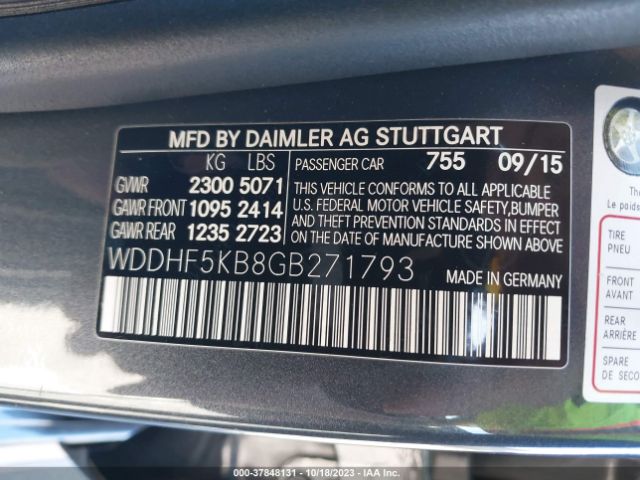 MFD BY DAIMLER AG STUTTGART
KG LBS
GVWR 2300 5071
GAWR FRONT 1095 2414
GAWR REAR 1235 2723
PASSENGER CAR 755 09/15
THIS VEHICLE CONFORMS TO ALL APPLICABLE
U.S. FEDERAL MOTOR VEHICLE SAFETY,BUMPER
AND THEFT PREVENTION STANDARDS IN EFFECT
ON THE DATE OF MANUFACTURE SHOWN ABOVE.
WDDHF5KB8GB271793
MADE IN GERMANY
Le poids
TIRE
PNEU
FRONT
AVANT
REAR
ARRIÈRE
SPARE
DE SECO
000-37848131 - 10/18/2023 - IAA Inc.